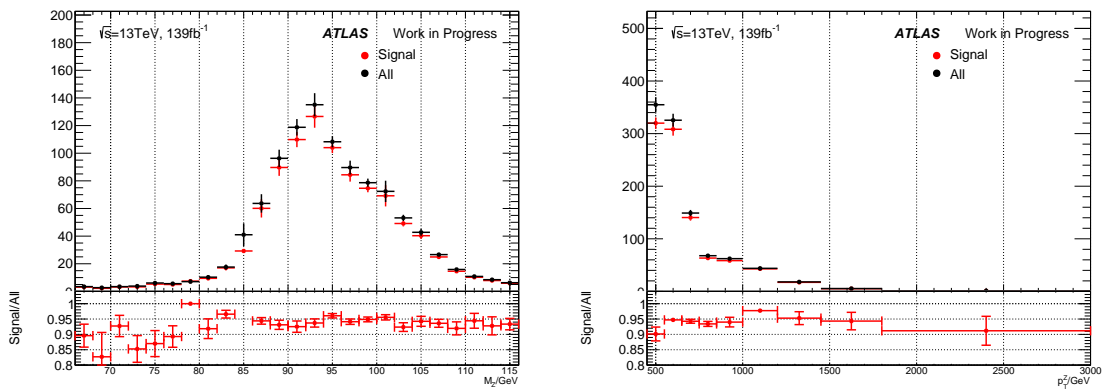 √s=13TeV, 139fb⁻¹ ATLAS Work in Progress
Signal
All
200
180
160
140
120
100
80
60
40
20
0
Signal/All
1
0.95
0.9
0.85
0.8
70 75 80 85 90 95 100 105 110 115
M_Z/GeV
√s=13TeV, 139fb⁻¹ ATLAS Work in Progress
Signal
All
500
400
300
200
100
0
Signal/All
1
0.95
0.9
0.85
0.8
500 1000 1500 2000 2500 3000
p_T^Z/GeV